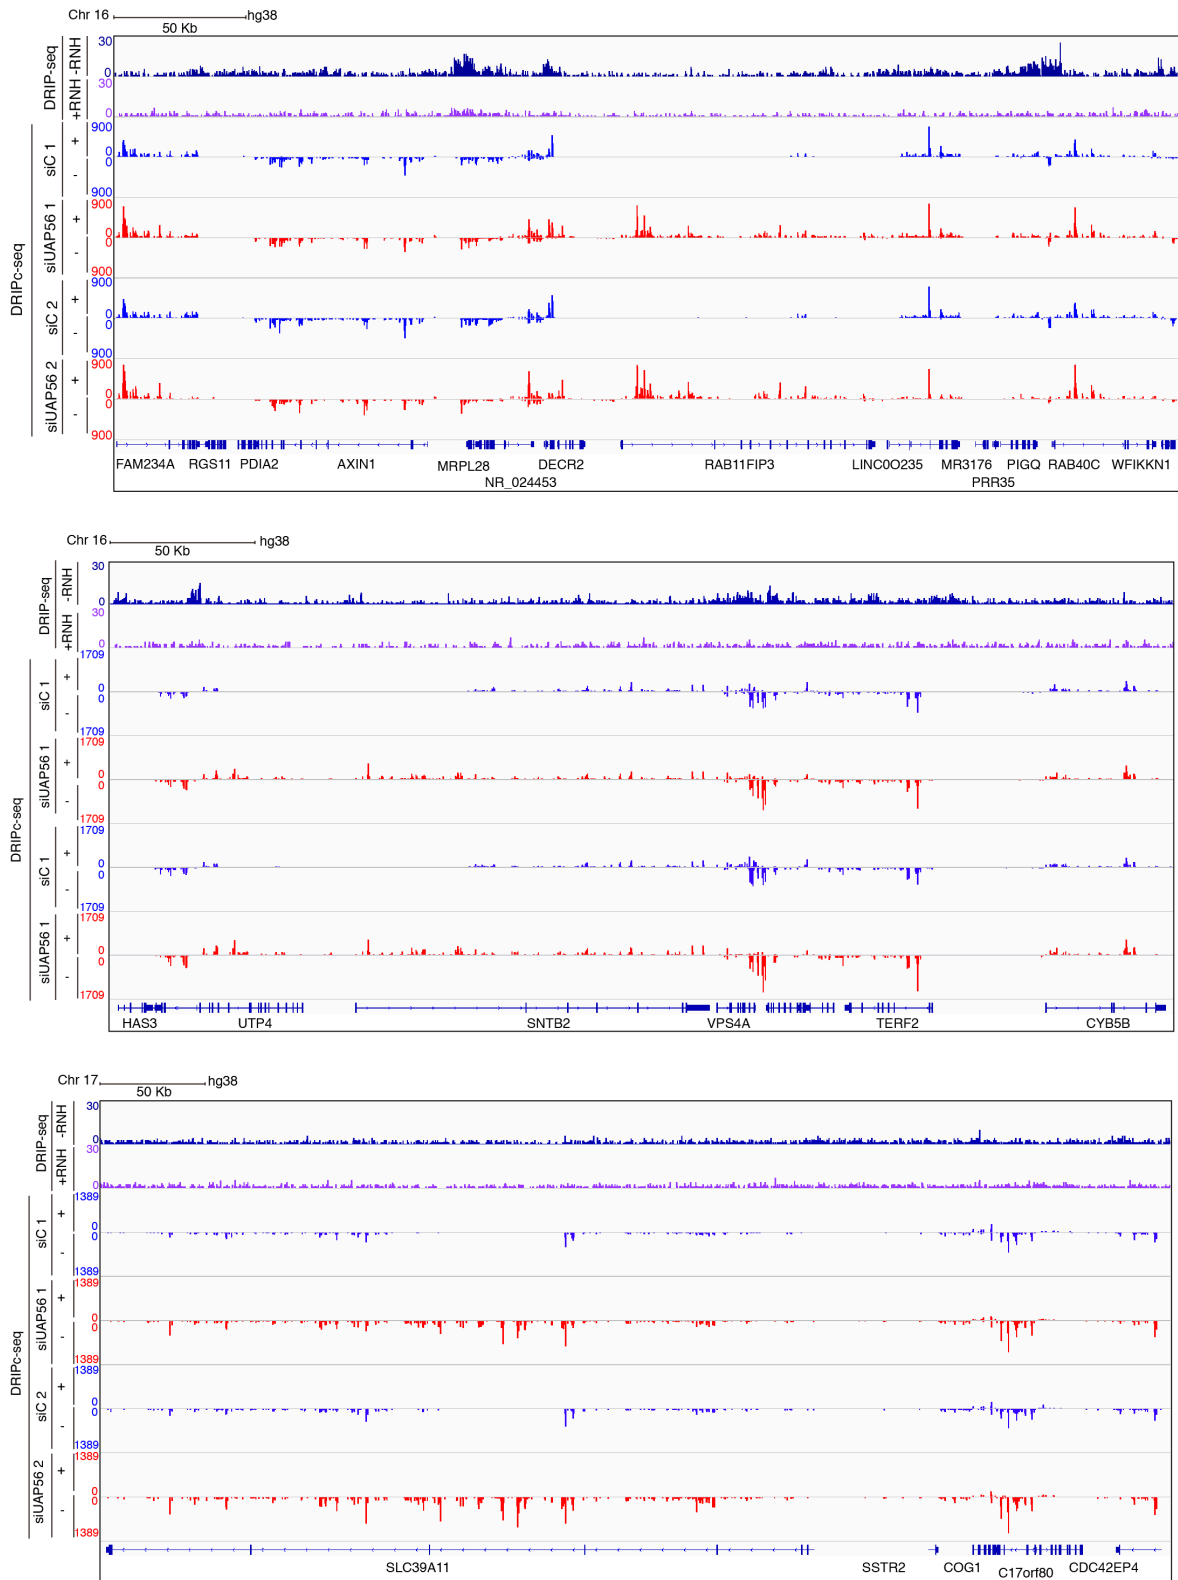 Chr 16 hg38
50 Kb
DRIP-seq
-RNH
30
0
+RNH
30
0
DRIPc-seq
siC 1
+
-
900
0
0
900
siUAP56 1
+
-
900
0
0
900
siC 2
+
-
900
0
0
900
siUAP56 2
+
-
900
0
0
900
FAM234A RGS11 PDIA2 AXIN1 MRPL28 DECR2 RAB11FIP3 LINC0O235 MR3176 PIGQ RAB40C WFIKKN1
NR_024453 PRR35
Chr 16 hg38
50 Kb
DRIP-seq
-RNH
30
0
+RNH
30
0
DRIPc-seq
siC 1
+
-
1709
0
0
1709
siUAP56 1
+
-
1709
0
0
1709
siC 1
+
-
1709
0
0
1709
siUAP56 1
+
-
1709
0
0
1709
HAS3 UTP4 SNTB2 VPS4A TERF2 CYB5B
Chr 17 hg38
50 Kb
DRIP-seq
-RNH
30
0
+RNH
30
0
DRIPc-seq
siC 1
+
-
1389
0
0
1389
siUAP56 1
+
-
1389
0
0
1389
siC 2
+
-
1389
0
0
1389
siUAP56 2
+
-
1389
0
0
1389
SLC39A11 SSTR2 COG1 C17orf80 CDC42EP4